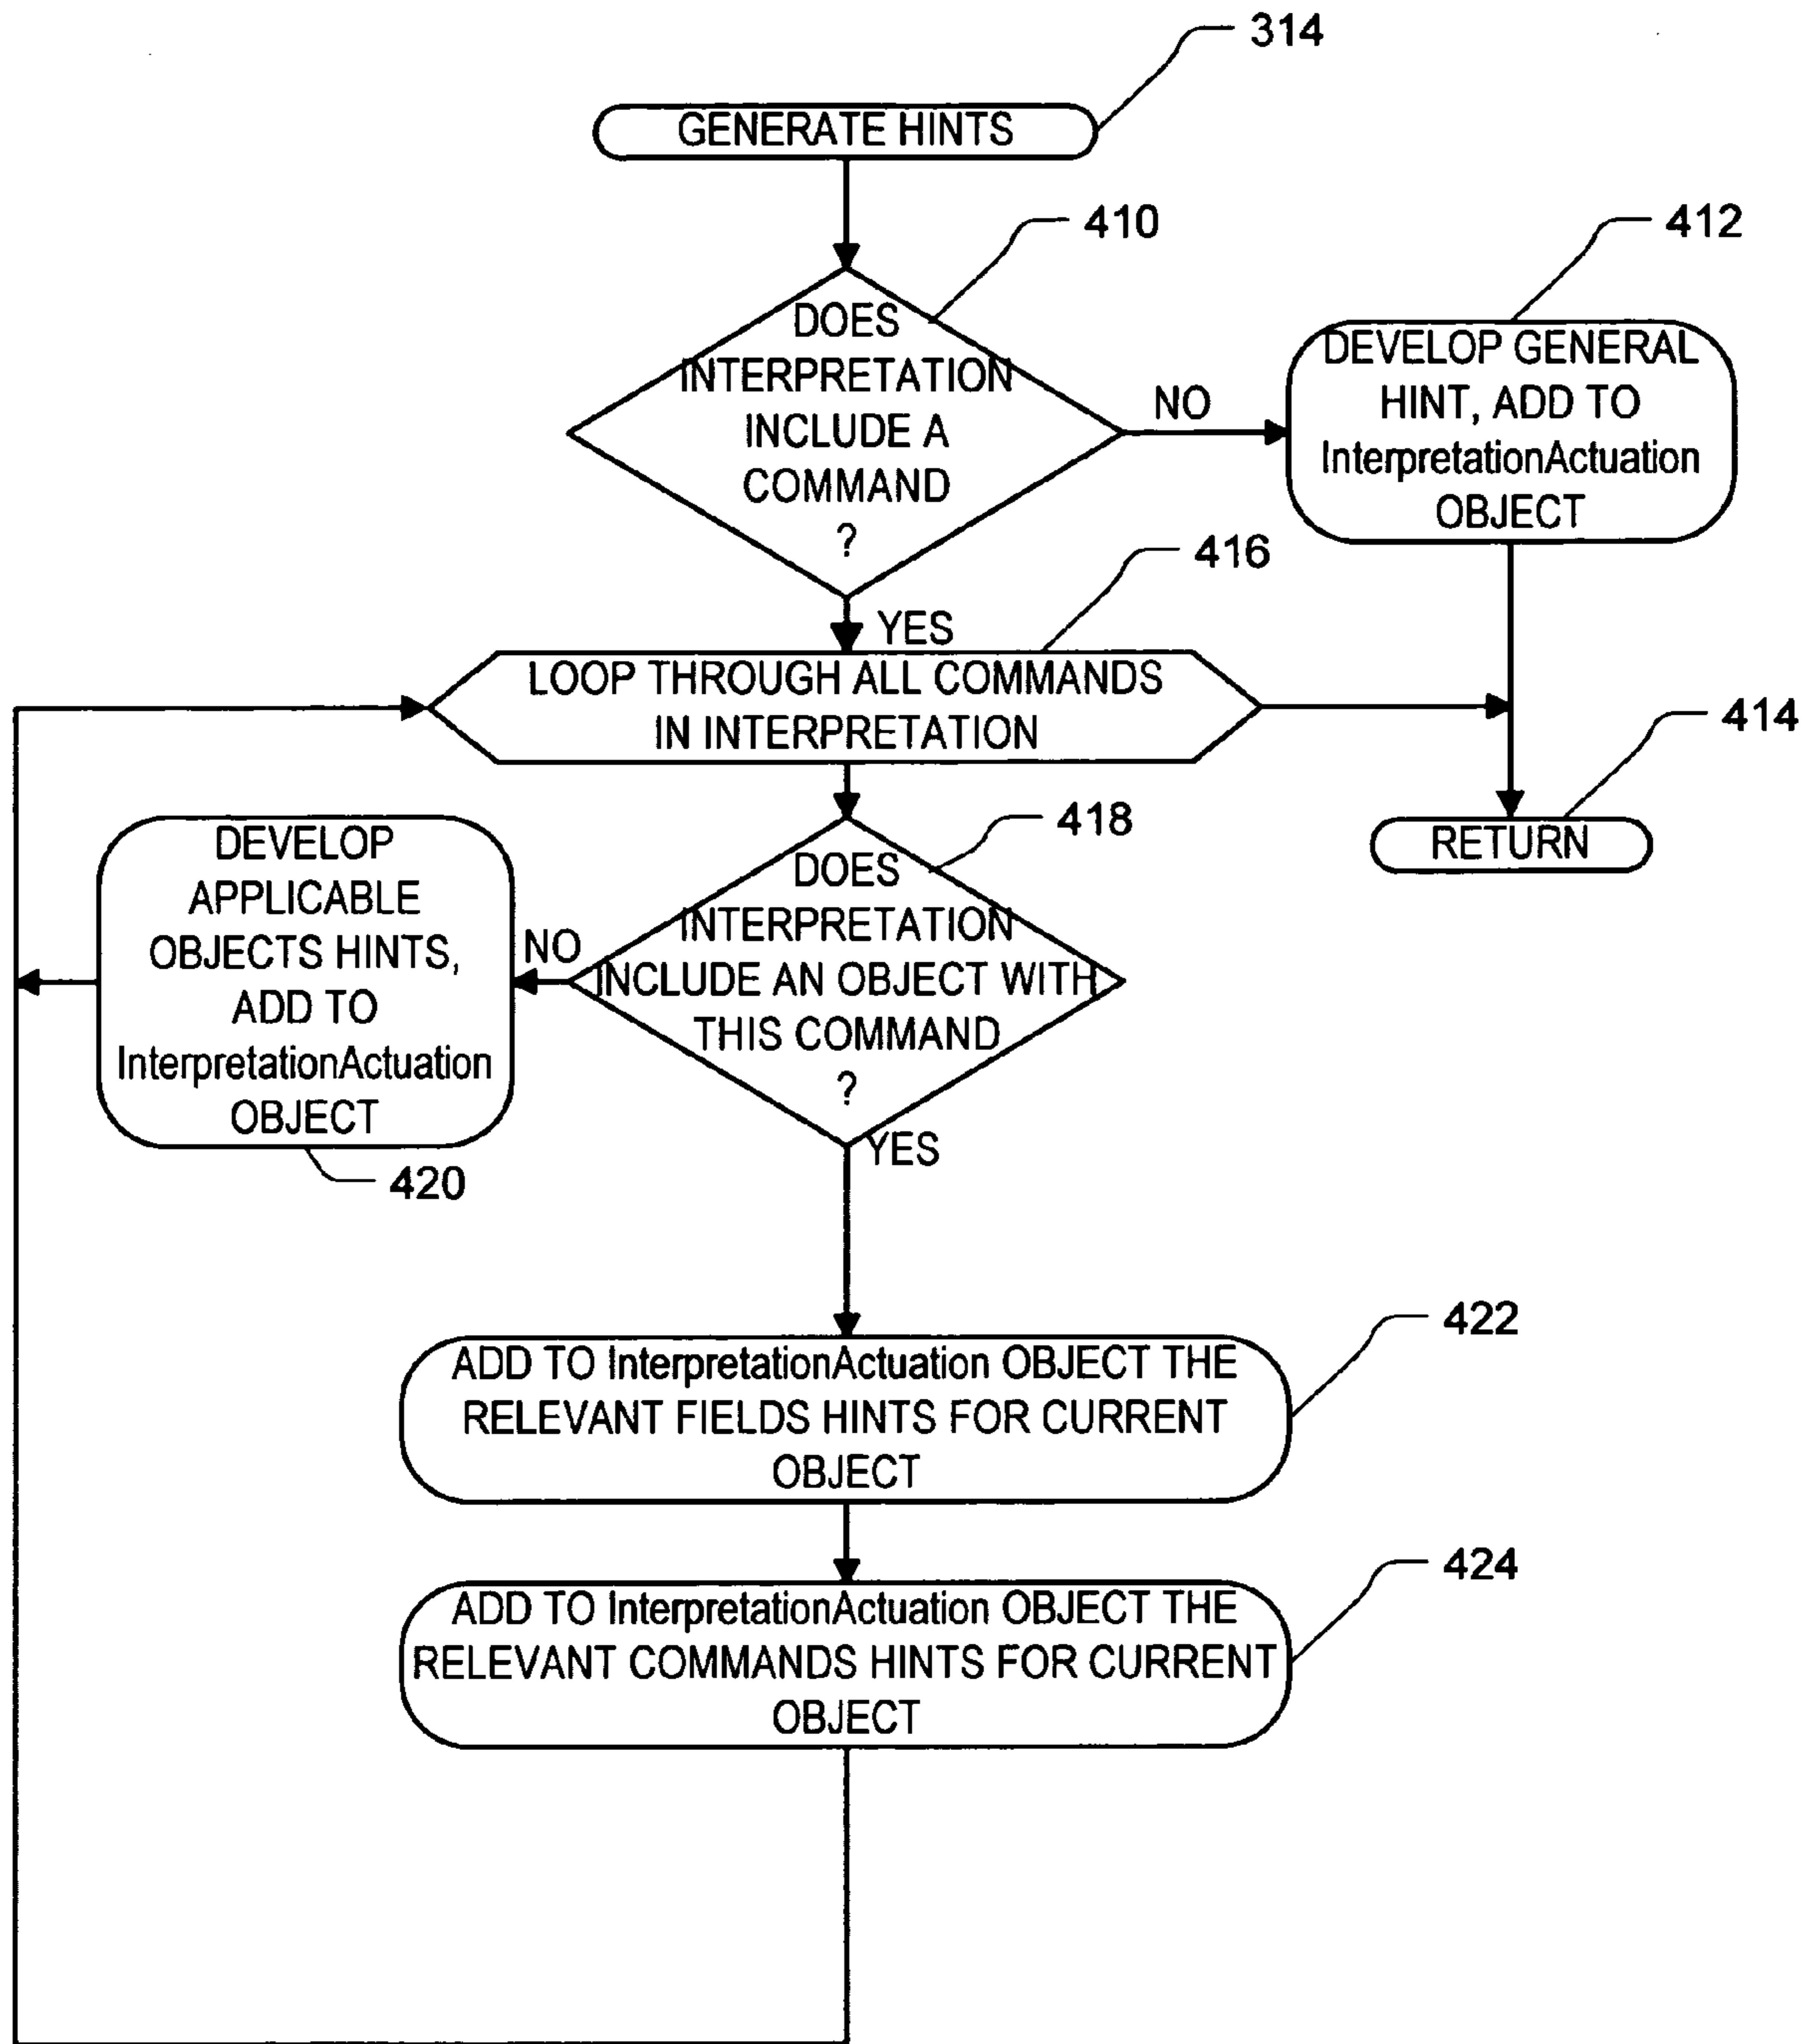 314
GENERATE HINTS
410
412
DOES
INTERPRETATION
INCLUDE A
COMMAND
?
NO
DEVELOP GENERAL
HINT, ADD TO
InterpretationActuation
OBJECT
YES
416
LOOP THROUGH ALL COMMANDS
IN INTERPRETATION
414
RETURN
418
DOES
INTERPRETATION
INCLUDE AN OBJECT WITH
THIS COMMAND
?
NO
DEVELOP
APPLICABLE
OBJECTS HINTS,
ADD TO
InterpretationActuation
OBJECT
420
YES
422
ADD TO InterpretationActuation OBJECT THE
RELEVANT FIELDS HINTS FOR CURRENT
OBJECT
424
ADD TO InterpretationActuation OBJECT THE
RELEVANT COMMANDS HINTS FOR CURRENT
OBJECT